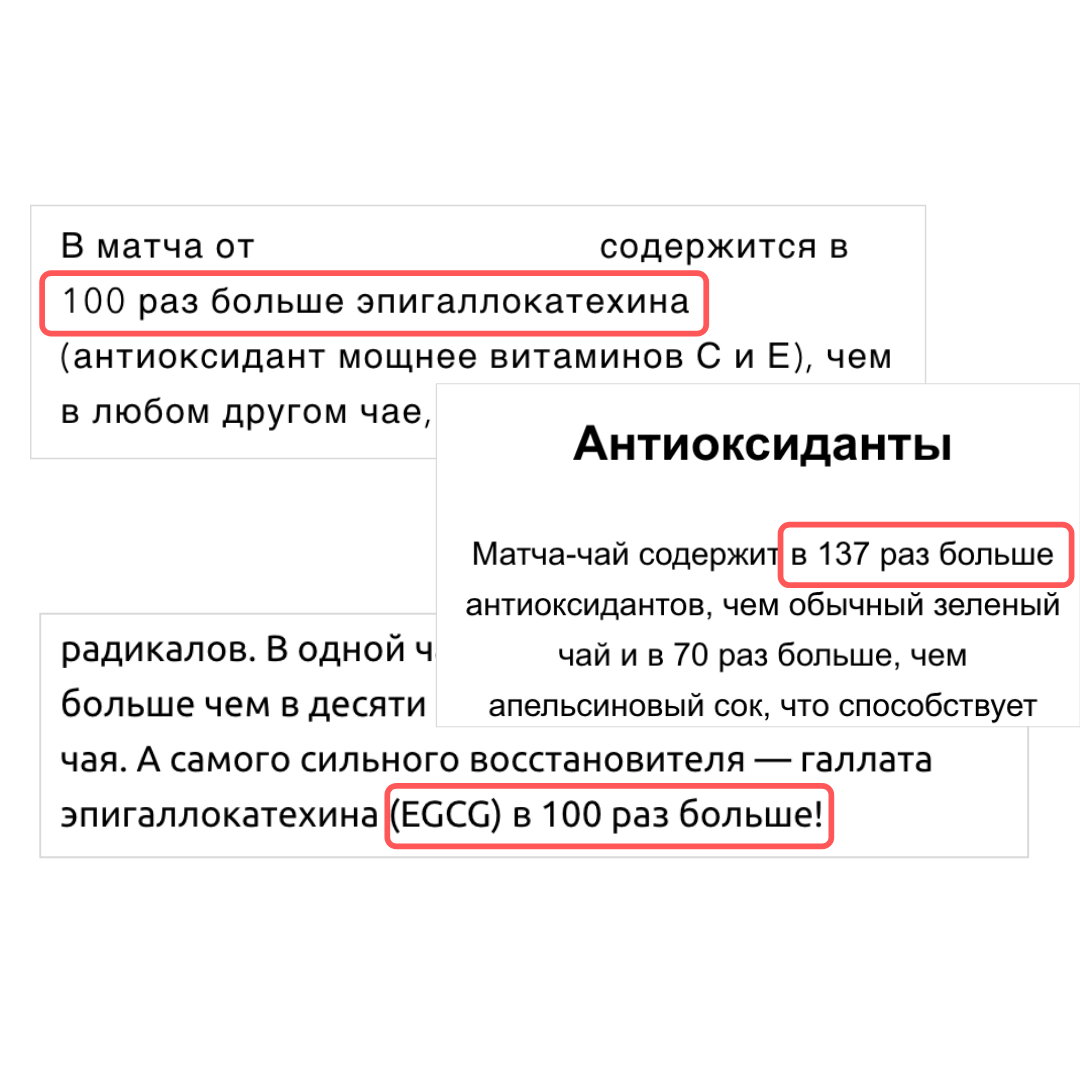 В матча от содержится в
100 раз больше эпигаллокатехина
(антиоксидант мощнее витаминов С и Е), чем
в любом другом чае,
Антиоксиданты
Матча-чай содержит в 137 раз больше
антиоксидантов, чем обычный зеленый
чай и в 70 раз больше, чем
апельсиновый сок, что способствует
радикалов. В одной
больше чем в десяти
чая. А самого сильного восстановителя — галлата
эпигаллокатехина (EGCG) в 100 раз больше!